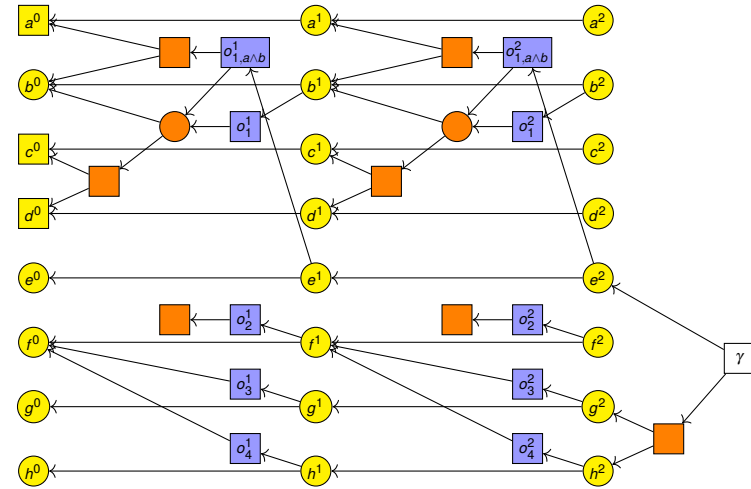 a⁰ a¹ a²
o¹₁,ₐ∧b o²₁,ₐ∧b
b⁰ b¹ b²
o¹₁ o²₁
c⁰ c¹ c²
d⁰ d¹ d²
e⁰ e¹ e²
o¹₂ o²₂
f⁰ f¹ f²
γ
o¹₃ o²₃
g⁰ g¹ g²
o¹₄ o²₄
h⁰ h¹ h²